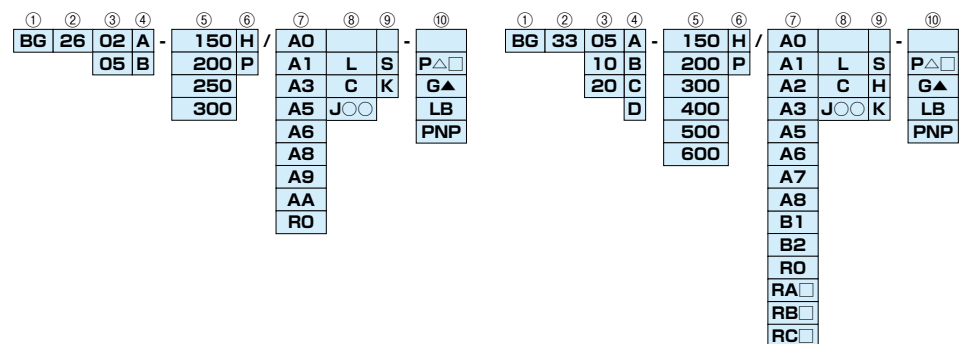 ① ② ③ ④ ⑤ ⑥ ⑦ ⑧ ⑨ ⑩
BG 26 02 A - 150 H / A0 -
05 B 200 P A1 L S P△□
250 A3 C K G▲
300 A5 J○○ LB
A6 PNP
A8
A9
AA
R0
① ② ③ ④ ⑤ ⑥ ⑦ ⑧ ⑨ ⑩
BG 33 05 A - 150 H / A0 -
10 B 200 P A1 L S P△□
20 C 300 A2 C H G▲
D 400 A3 J○○ K LB
500 A5 PNP
600 A6
A7
A8
B1
B2
R0
RA□
RB□
RC□